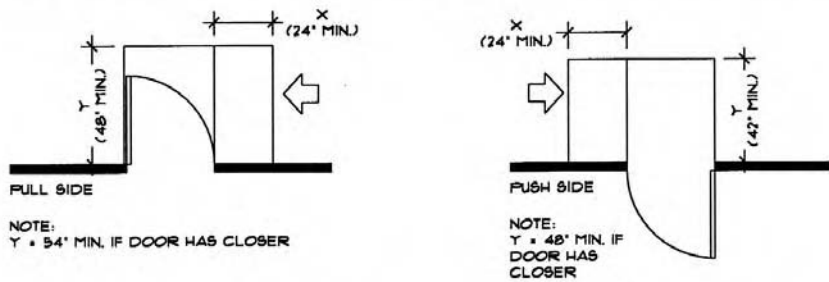 X
(24" MIN.)
Y
(48" MIN.)
PULL SIDE
NOTE:
Y = 54" MIN. IF DOOR HAS CLOSER
X
(24" MIN.)
Y
(42" MIN.)
PUSH SIDE
NOTE:
Y = 48" MIN. IF
DOOR HAS
CLOSER